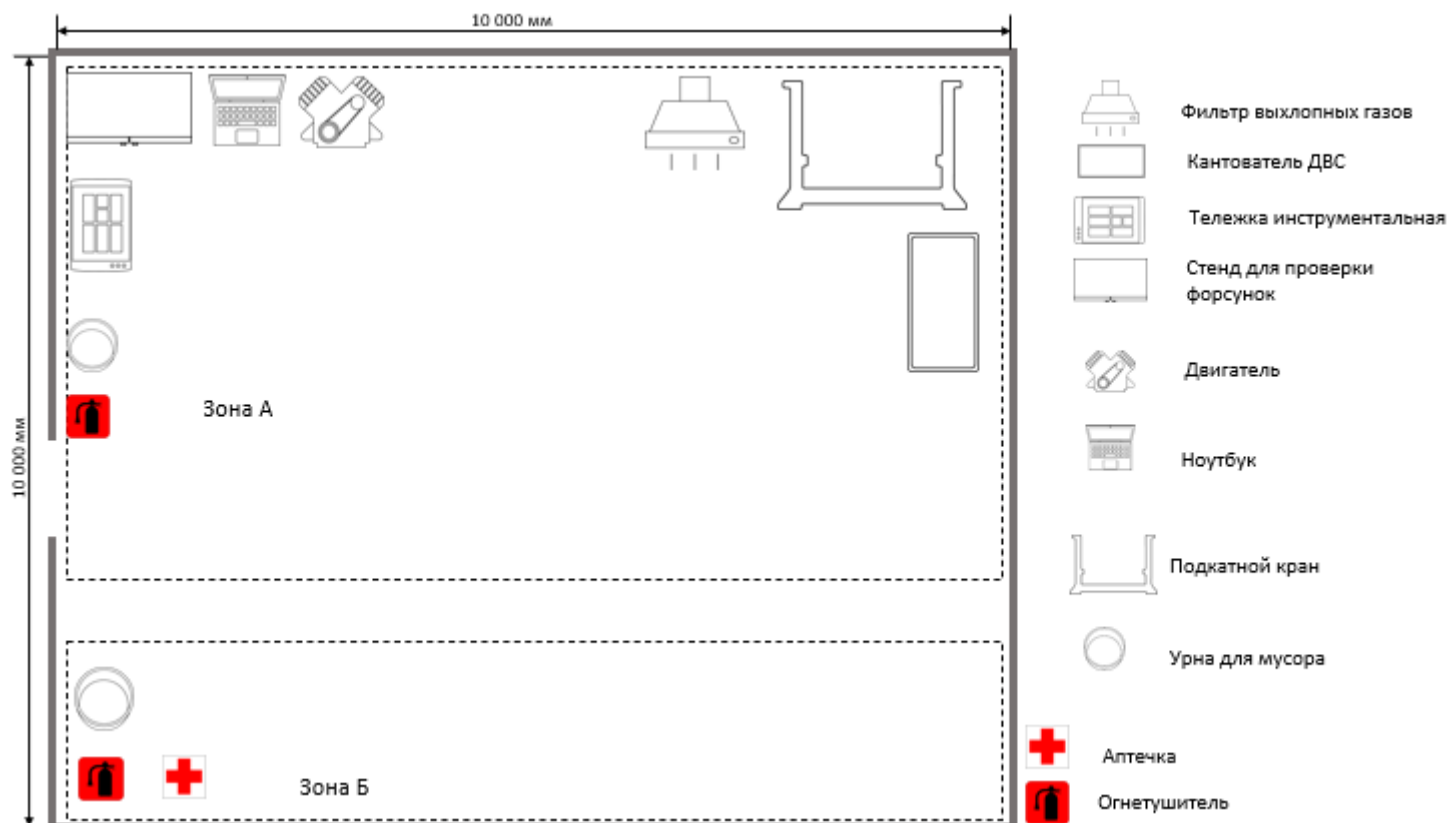 10 000 мм
10 000 мм
Зона А
Зона Б
Фильтр выхлопных газов
Кантователь ДВС
Тележка инструментальная
Стенд для проверки
форсунок
Двигатель
Ноутбук
Подкатной кран
Урна для мусора
Аптечка
Огнетушитель